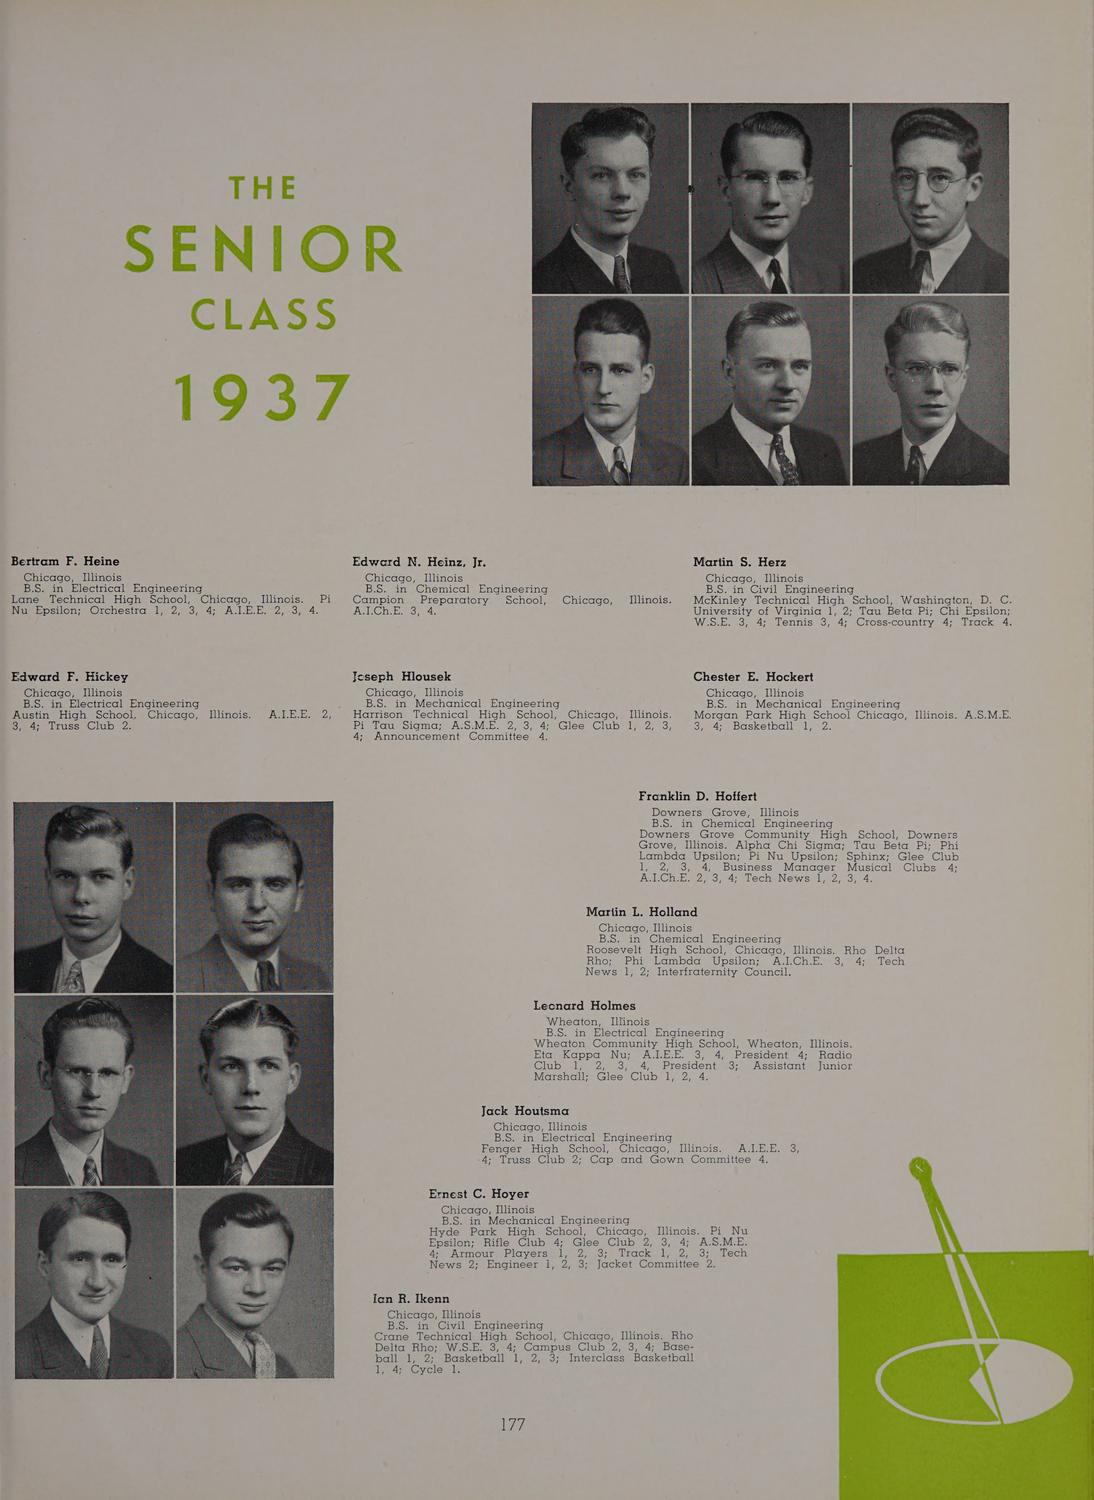 THE
SENIOR
CLASS
1937
Bertram F. Heine
Chicago, Illinois
B.S. in Electrical Engineering
Lane Technical High School, Chicago, Illinois. Pi
Nu Epsilon; Orchestra 1, 2, 3, 4; A.I.E.E. 2, 3, 4.
Edward N. Heinz, Jr.
Chicago, Illinois
B.S. in Chemical Engineering
Campion Preparatory School, Chicago, Illinois.
A.I.Ch.E. 3, 4.
Martin S. Herz
Chicago, Illinois
B.S. in Civil Engineering
McKinley Technical High School, Washington, D. C.
University of Virginia 1, 2; Tau Beta Pi; Chi Epsilon;
W.S.E. 3, 4; Tennis 3, 4; Cross-country 4; Track 4.
Edward F. Hickey
Chicago, Illinois
B.S. in Electrical Engineering
Austin High School, Chicago, Illinois. A.I.E.E. 2,
3, 4; Truss Club 2.
Joseph Hlousek
Chicago, Illinois
B.S. in Mechanical Engineering
Harrison Technical High School, Chicago, Illinois.
Pi Tau Sigma; A.S.M.E. 2, 3, 4; Glee Club 1, 2, 3,
4; Announcement Committee 4.
Chester E. Hockert
Chicago, Illinois
B.S. in Mechanical Engineering
Morgan Park High School Chicago, Illinois. A.S.M.E.
3, 4; Basketball 1, 2.
Franklin D. Hoffert
Downers Grove, Illinois
B.S. in Chemical Engineering
Downers Grove Community High School, Downers
Grove, Illinois. Alpha Chi Sigma; Tau Beta Pi; Phi
Lambda Upsilon; Pi Nu Upsilon; Sphinx; Glee Club
1, 2, 3, 4, Business Manager Musical Clubs 4;
A.I.Ch.E. 2, 3, 4; Tech News 1, 2, 3, 4.
Martin L. Holland
Chicago, Illinois
B.S. in Chemical Engineering
Roosevelt High School, Chicago, Illinois. Rho Delta
Rho; Phi Lambda Upsilon; A.I.Ch.E. 3, 4; Tech
News 1, 2; Interfraternity Council.
Leonard Holmes
Wheaton, Illinois
B.S. in Electrical Engineering
Wheaton Community High School, Wheaton, Illinois.
Eta Kappa Nu; A.I.E.E. 3, 4, President 4; Radio
Club 1, 2, 3, 4, President 3; Assistant Junior
Marshall; Glee Club 1, 2, 4.
Jack Houtsma
Chicago, Illinois
B.S. in Electrical Engineering
Fenger High School, Chicago, Illinois. A.I.E.E. 3,
4; Truss Club 2; Cap and Gown Committee 4.
Ernest C. Hoyer
Chicago, Illinois
B.S. in Mechanical Engineering
Hyde Park High School, Chicago, Illinois. Pi Nu
Epsilon; Rifle Club 4; Glee Club 2, 3, 4; A.S.M.E.
4; Armour Players 1, 2, 3; Track 1, 2, 3; Tech
News 2; Engineer 1, 2, 3; Jacket Committee 2.
Ian R. Ikenn
Chicago, Illinois
B.S. in Civil Engineering
Crane Technical High School, Chicago, Illinois. Rho
Delta Rho; W.S.E. 3, 4; Campus Club 2, 3, 4; Base-
ball 1, 2; Basketball 1, 2, 3; Interclass Basketball
1, 4; Cycle 1.
177